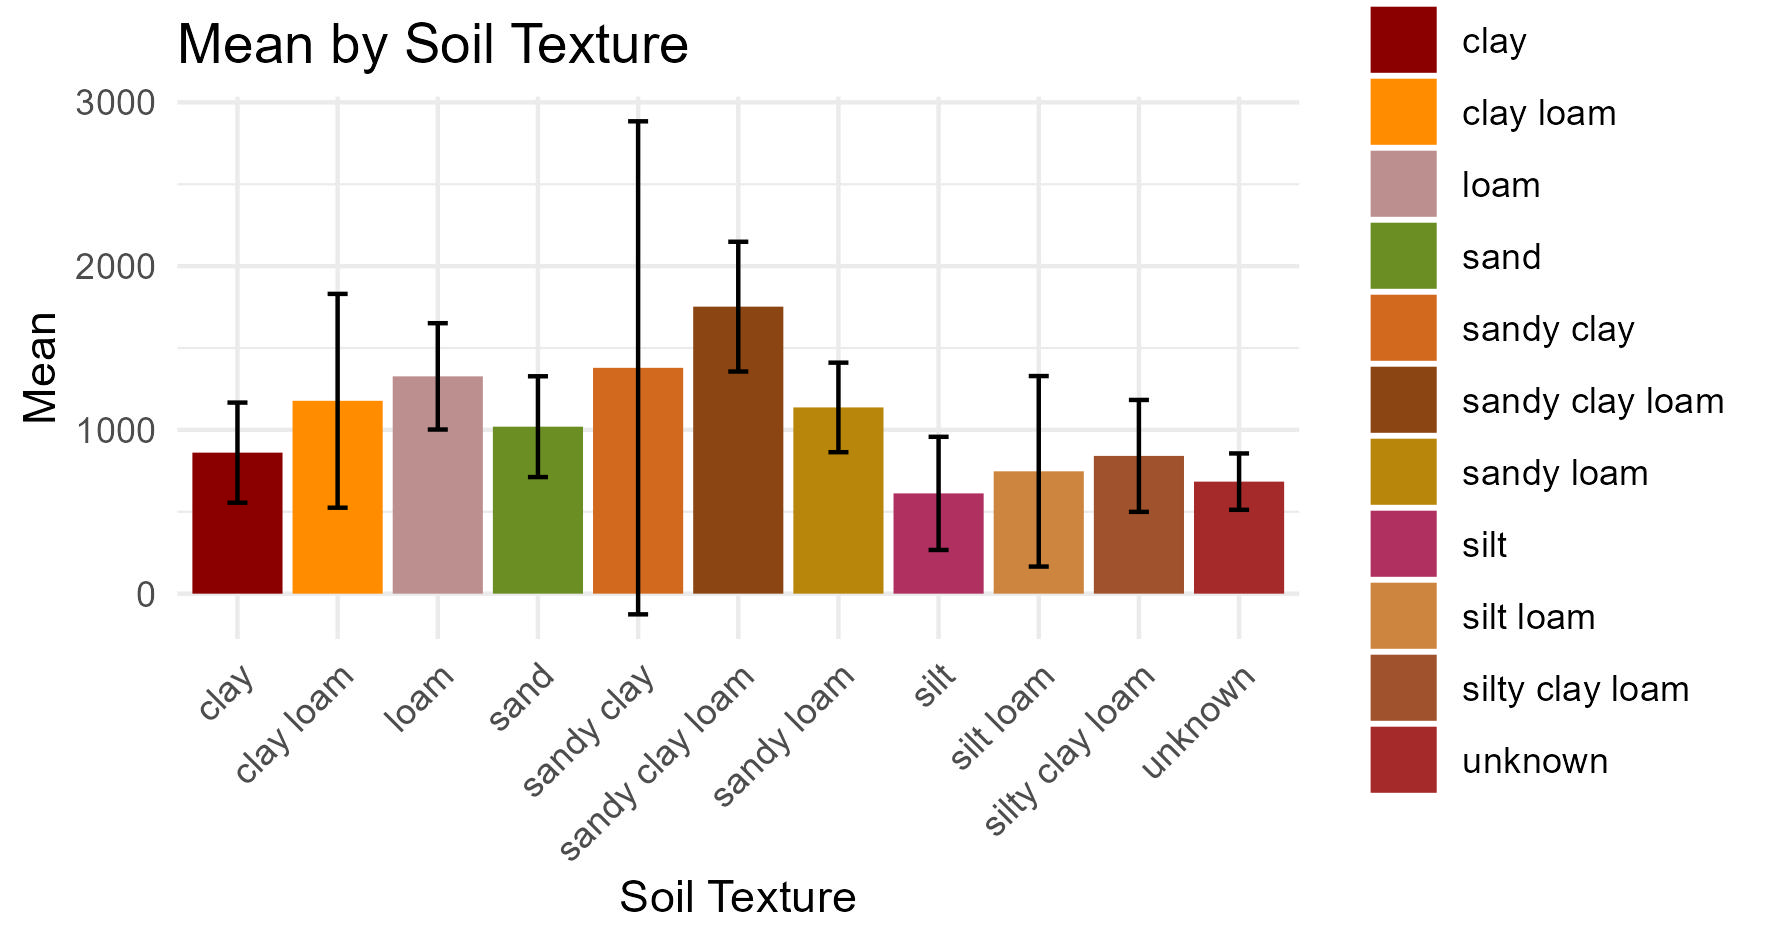 Mean by Soil Texture
3000
2000
1000
0
Mean
clay
clay loam
loam
sand
sandy clay
sandy clay loam
sandy loam
silt
silt loam
silty clay loam
unknown
Soil Texture
clay
clay loam
loam
sand
sandy clay
sandy clay loam
sandy loam
silt
silt loam
silty clay loam
unknown